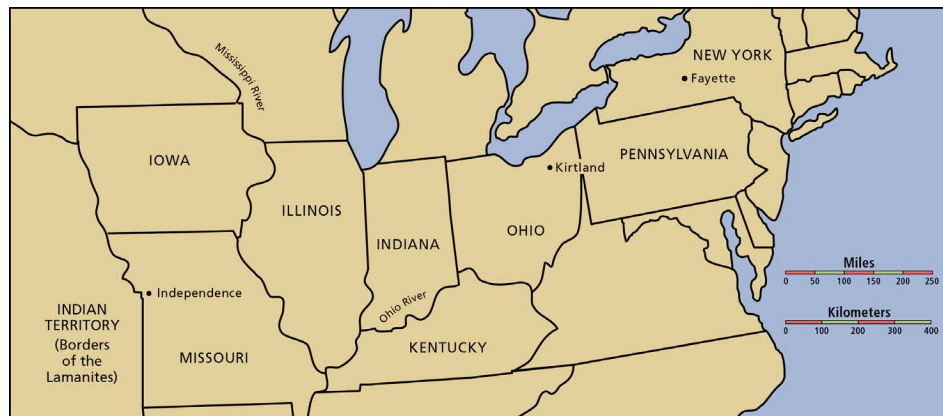 Mississippi River
NEW YORK
Fayette
IOWA
PENNSYLVANIA
Kirtland
ILLINOIS
INDIANA
OHIO
Miles
0 50 100 150 200 250
Independence
Ohio River
INDIAN
TERRITORY
(Borders
of the
Lamanites)
Kilometers
0 100 200 300 400
MISSOURI
KENTUCKY